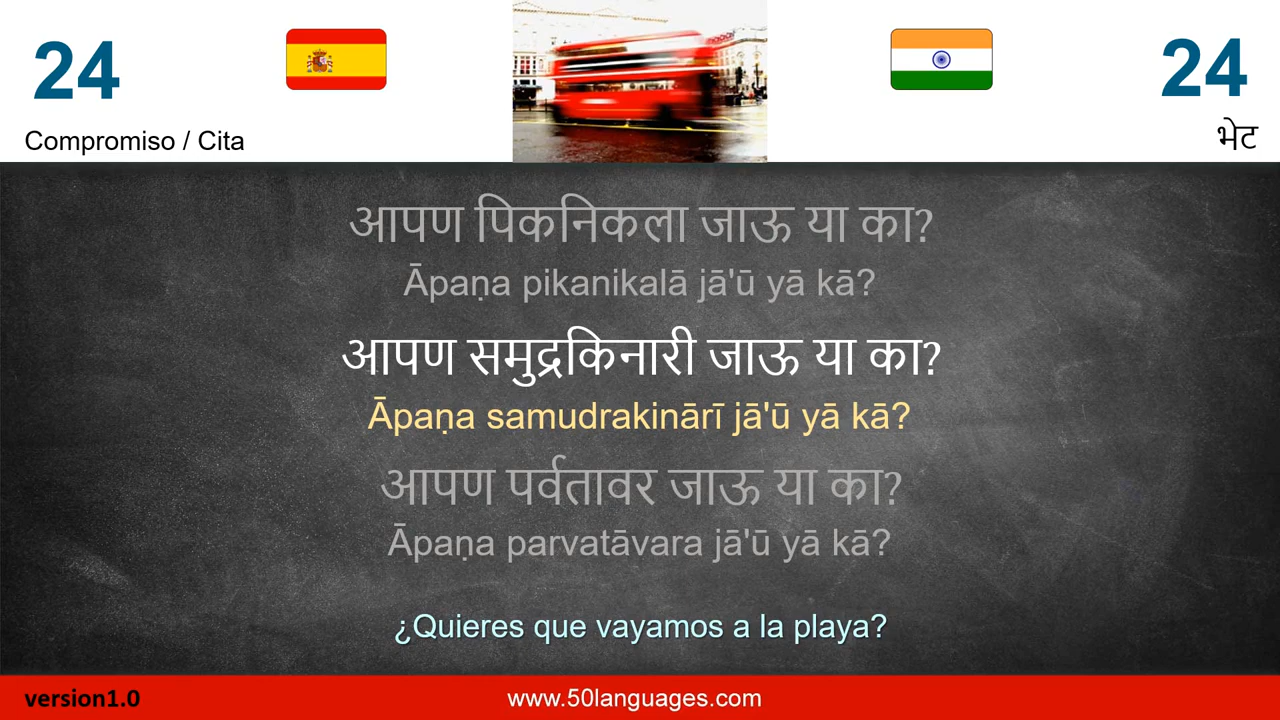 24
24
Compromiso / Cita
भेट
आपण पिकनिकला जाऊ या का?
Āpaṇa pikanikalā jā'ū yā kā?
आपण समुद्रकिनारी जाऊ या का?
Āpaṇa samudrakinārī jā'ū yā kā?
आपण पर्वतावर जाऊ या का?
Āpaṇa parvatāvara jā'ū yā kā?
¿Quieres que vayamos a la playa?
version1.0
www.50languages.com